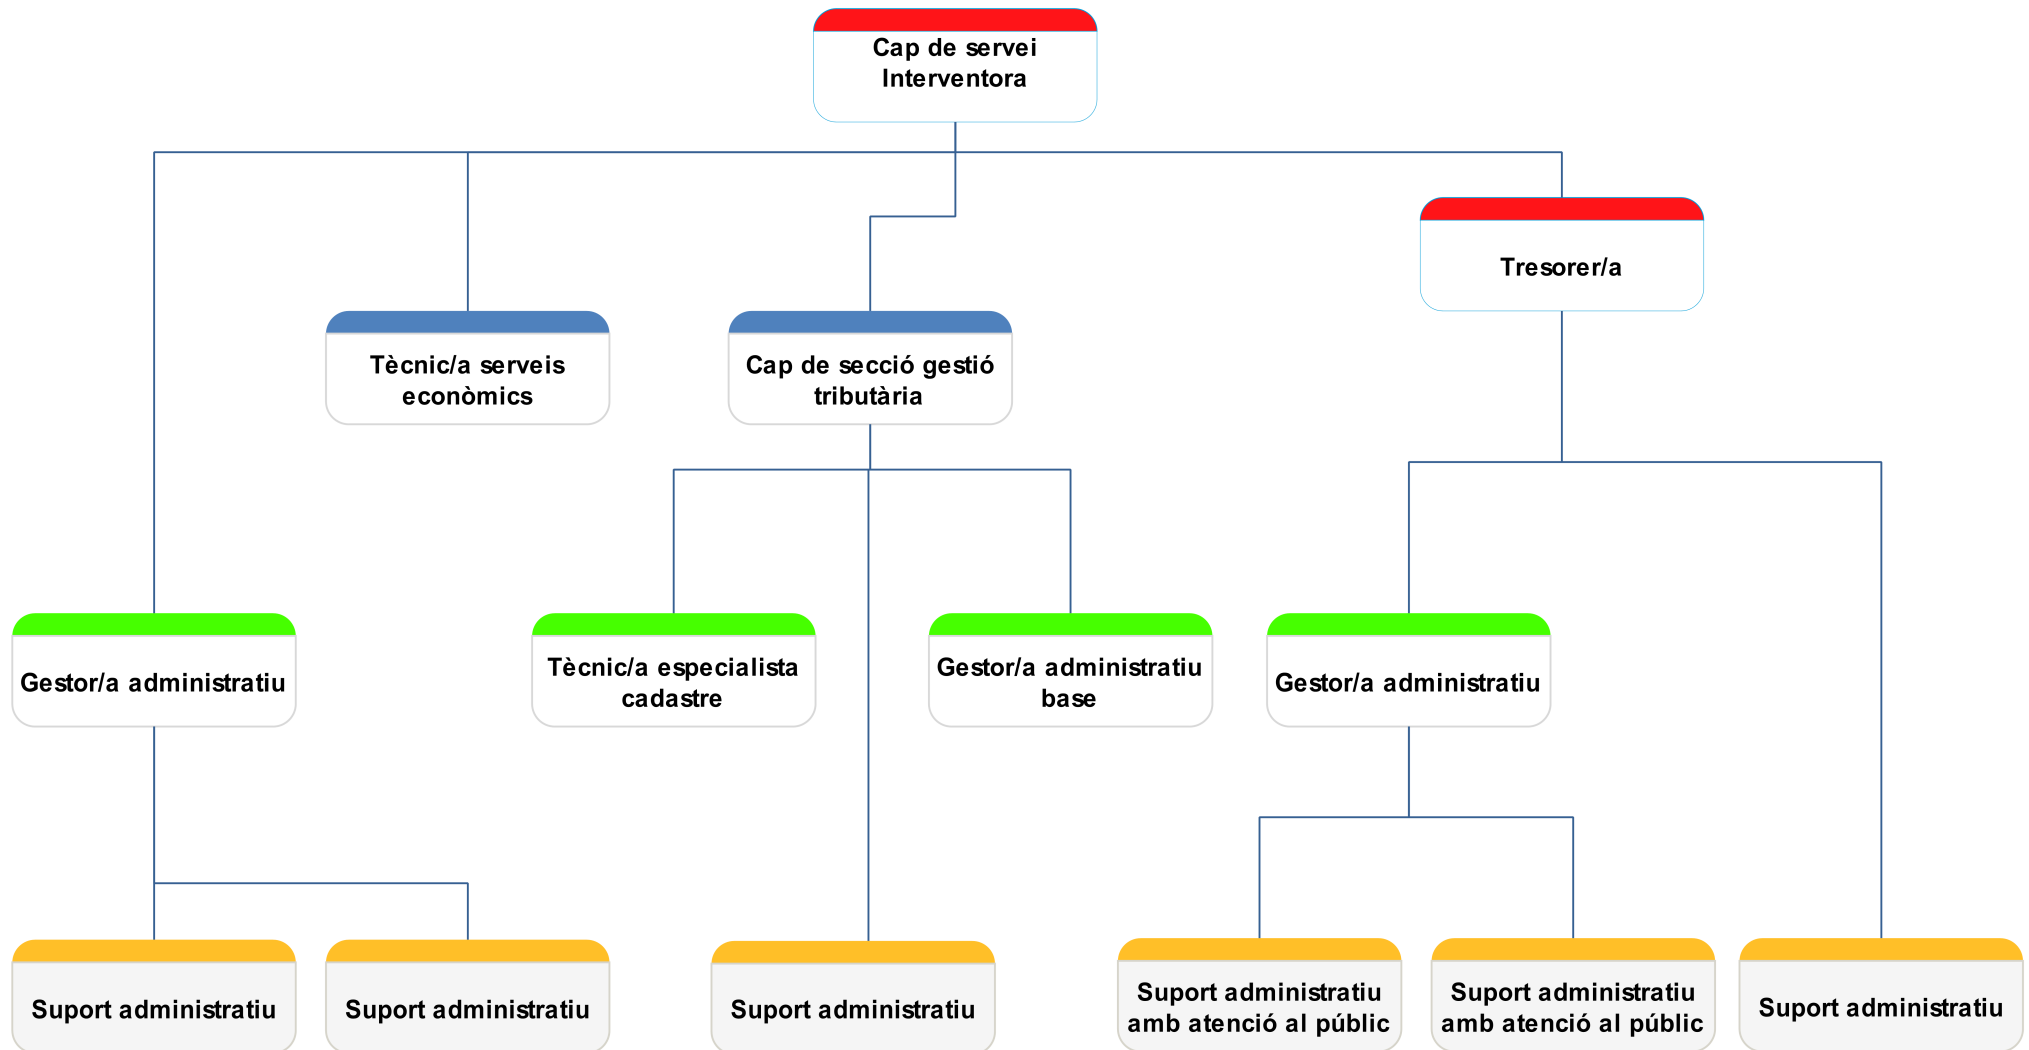 Cap de servei
Interventora
Tresorer/a
Tècnic/a serveis
econòmics
Cap de secció gestió
tributària
Gestor/a administratiu
Tècnic/a especialista
cadastre
Gestor/a administratiu
base
Gestor/a administratiu
Suport administratiu
Suport administratiu
Suport administratiu
Suport administratiu
amb atenció al públic
Suport administratiu
amb atenció al públic
Suport administratiu